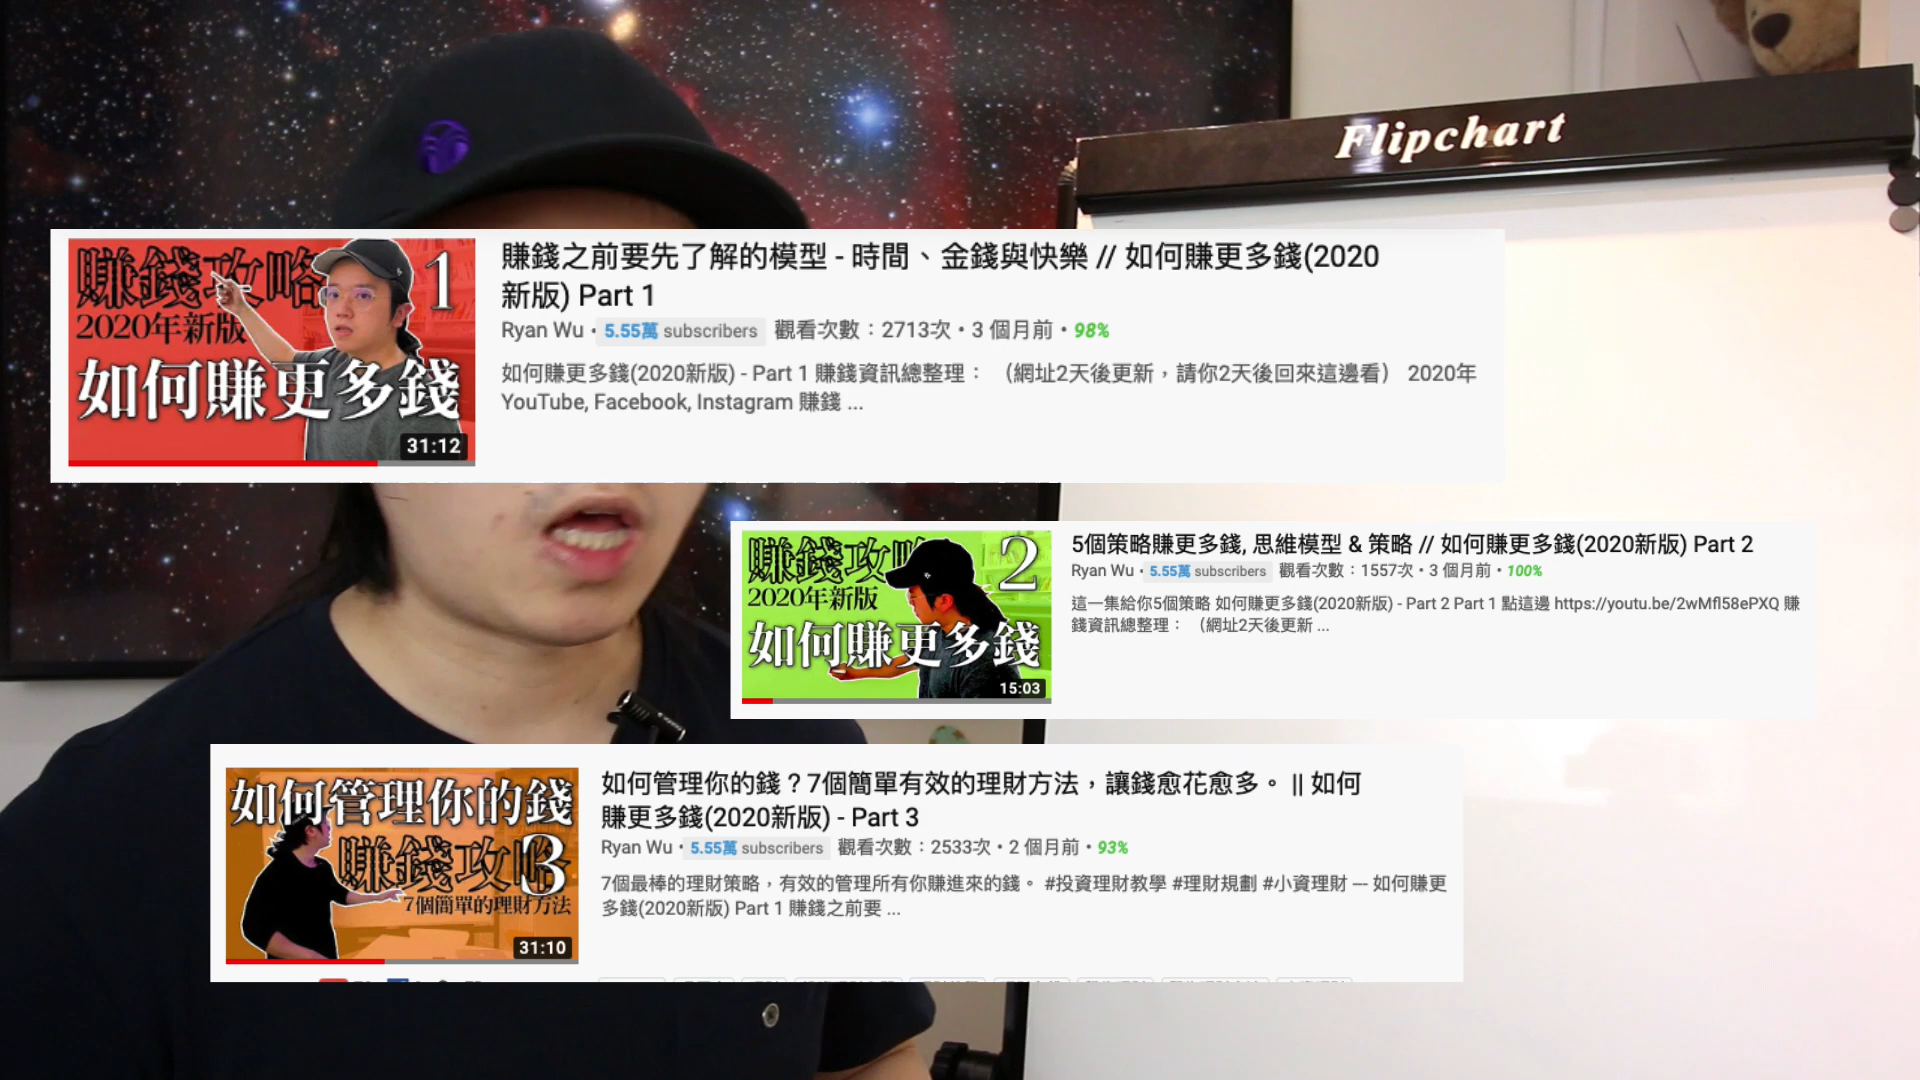 Flipchart
賺錢攻略 1
2020年新版
如何賺更多錢
31:12
賺錢之前要先了解的模型 - 時間、金錢與快樂 // 如何賺更多錢(2020
新版) Part 1
Ryan Wu • 5.55萬 subscribers 觀看次數：2713次 • 3 個月前 • 98%
如何賺更多錢(2020新版) - Part 1 賺錢資訊總整理： （網址2天後更新，請你2天後回來這邊看） 2020年
YouTube, Facebook, Instagram 賺錢 ...
賺錢攻略 2
2020年新版
如何賺更多錢
15:03
5個策略賺更多錢, 思維模型 & 策略 // 如何賺更多錢(2020新版) Part 2
Ryan Wu • 5.55萬 subscribers 觀看次數：1557次 • 3 個月前 • 100%
這一集給你5個策略 如何賺更多錢(2020新版) - Part 2 Part 1 點這邊 https://youtu.be/2wMfl58ePXQ 賺
錢資訊總整理： （網址2天後更新 ...
如何管理你的錢
賺錢攻略 3
7個簡單的理財方法
31:10
如何管理你的錢？7個簡單有效的理財方法，讓錢愈花愈多。 || 如何
賺更多錢(2020新版) - Part 3
Ryan Wu • 5.55萬 subscribers 觀看次數：2533次 • 2 個月前 • 93%
7個最棒的理財策略，有效的管理所有你賺進來的錢。 #投資理財教學 #理財規劃 #小資理財 --- 如何賺更
多錢(2020新版) Part 1 賺錢之前要 ...